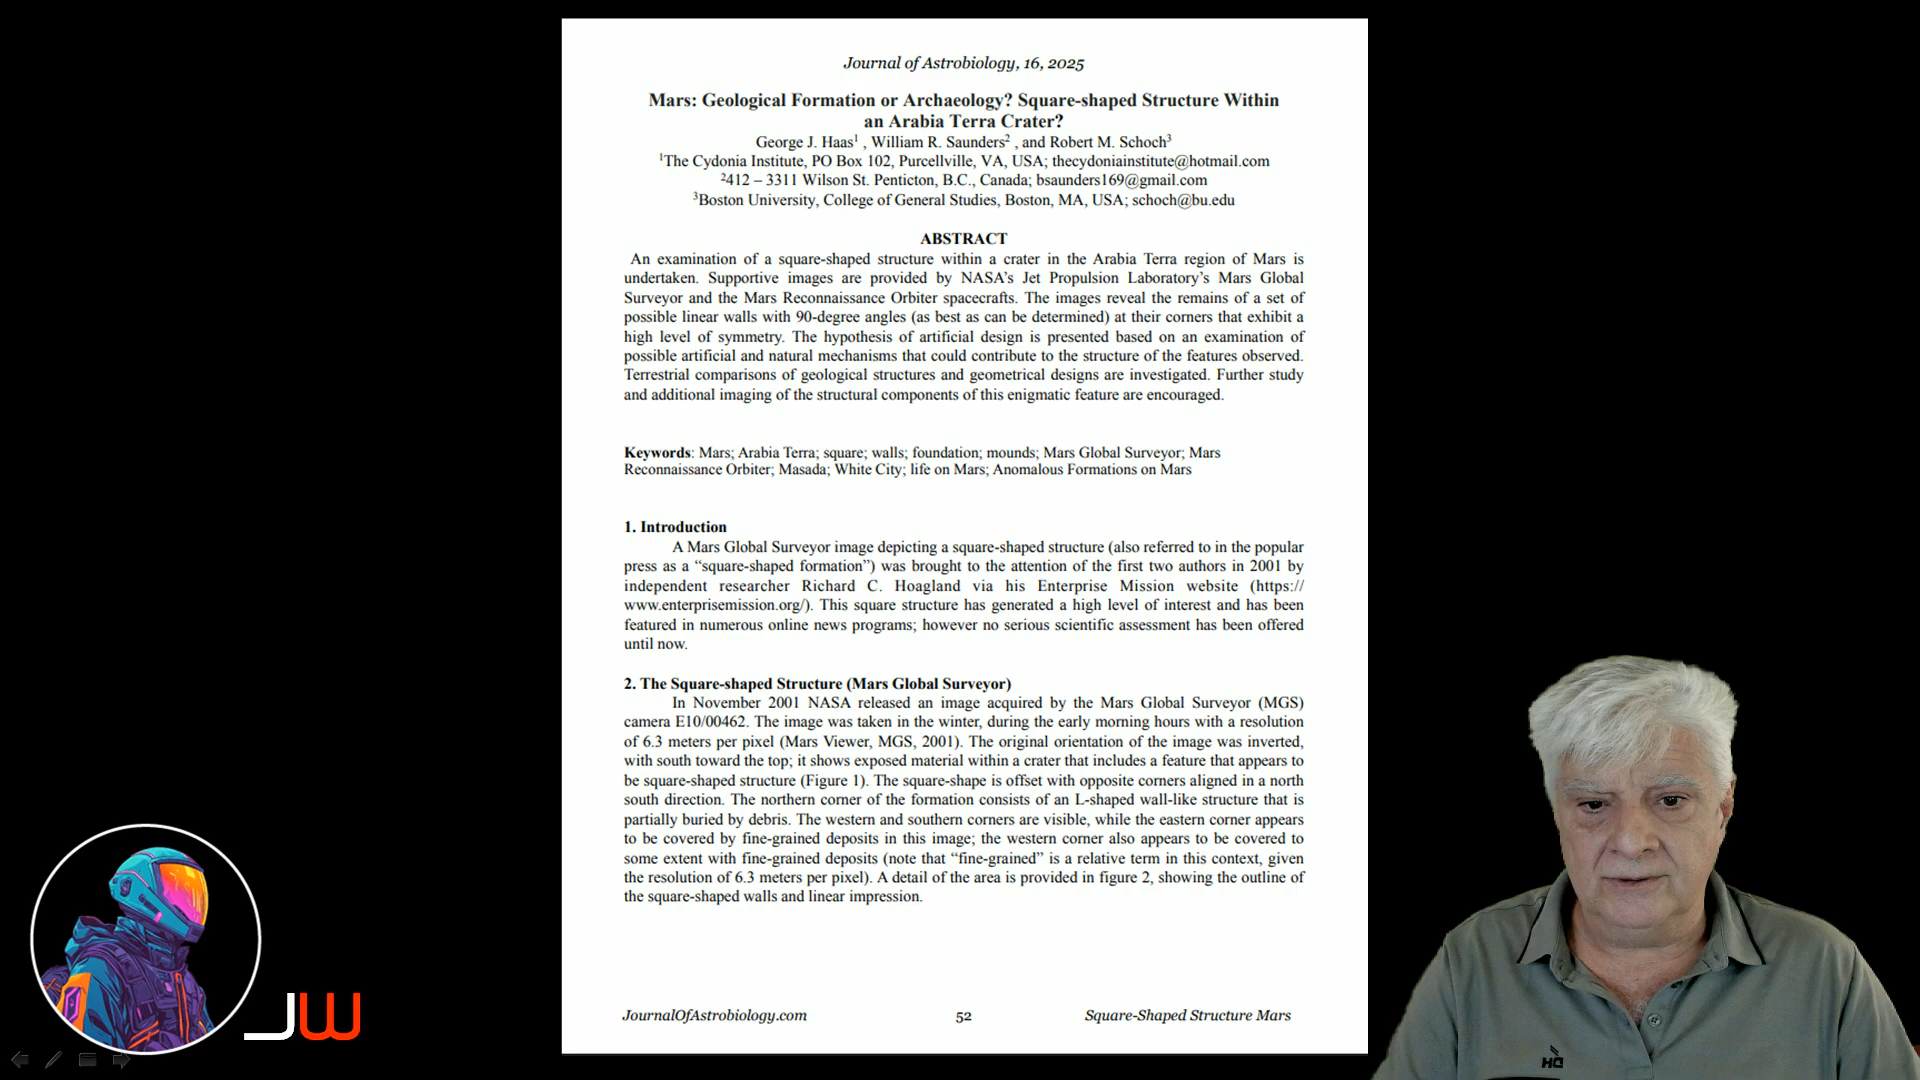 Journal of Astrobiology, 16, 2025
Mars: Geological Formation or Archaeology? Square-shaped Structure Within
an Arabia Terra Crater?
George J. Haas1 , William R. Saunders2 , and Robert M. Schoch3
1The Cydonia Institute, PO Box 102, Purcellville, VA, USA; thecydoniainstitute@hotmail.com
2412 – 3311 Wilson St. Penticton, B.C., Canada; bsaunders169@gmail.com
3Boston University, College of General Studies, Boston, MA, USA; schoch@bu.edu
ABSTRACT
An examination of a square-shaped structure within a crater in the Arabia Terra region of Mars is
undertaken. Supportive images are provided by NASA's Jet Propulsion Laboratory's Mars Global
Surveyor and the Mars Reconnaissance Orbiter spacecrafts. The images reveal the remains of a set of
possible linear walls with 90-degree angles (as best as can be determined) at their corners that exhibit a
high level of symmetry. The hypothesis of artificial design is presented based on an examination of
possible artificial and natural mechanisms that could contribute to the structure of the features observed.
Terrestrial comparisons of geological structures and geometrical designs are investigated. Further study
and additional imaging of the structural components of this enigmatic feature are encouraged.
Keywords: Mars; Arabia Terra; square; walls; foundation; mounds; Mars Global Surveyor; Mars
Reconnaissance Orbiter; Masada; White City; life on Mars; Anomalous Formations on Mars
1. Introduction
A Mars Global Surveyor image depicting a square-shaped structure (also referred to in the popular
press as a “square-shaped formation”) was brought to the attention of the first two authors in 2001 by
independent researcher Richard C. Hoagland via his Enterprise Mission website (https://
www.enterprisemission.org/). This square structure has generated a high level of interest and has been
featured in numerous online news programs; however no serious scientific assessment has been offered
until now.
2. The Square-shaped Structure (Mars Global Surveyor)
In November 2001 NASA released an image acquired by the Mars Global Surveyor (MGS)
camera E10/00462. The image was taken in the winter, during the early morning hours with a resolution
of 6.3 meters per pixel (Mars Viewer, MGS, 2001). The original orientation of the image was inverted,
with south toward the top; it shows exposed material within a crater that includes a feature that appears to
be square-shaped structure (Figure 1). The square-shape is offset with opposite corners aligned in a north
south direction. The northern corner of the formation consists of an L-shaped wall-like structure that is
partially buried by debris. The western and southern corners are visible, while the eastern corner appears
to be covered by fine-grained deposits in this image; the western corner also appears to be covered to
some extent with fine-grained deposits (note that “fine-grained” is a relative term in this context, given
the resolution of 6.3 meters per pixel). A detail of the area is provided in figure 2, showing the outline of
the square-shaped walls and linear impression.
JournalOfAstrobiology.com 52 Square-Shaped Structure Mars
JW
HQ